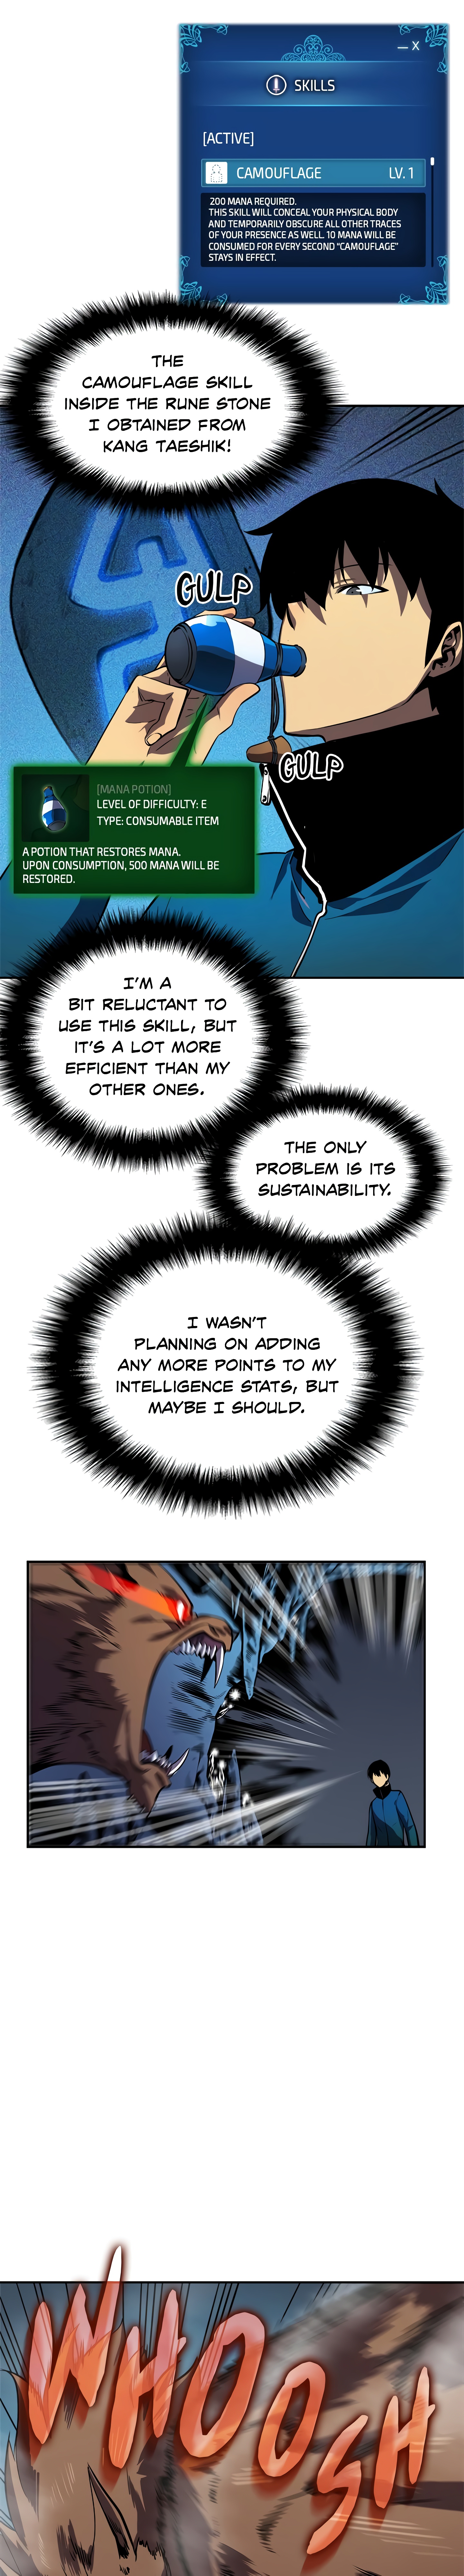 SKILLS
[ACTIVE]
CAMOUFLAGE LV. 1
200 MANA REQUIRED.
THIS SKILL WILL CONCEAL YOUR PHYSICAL BODY
AND TEMPORARILY OBSCURE ALL OTHER TRACES
OF YOUR PRESENCE AS WELL. 10 MANA WILL BE
CONSUMED FOR EVERY SECOND "CAMOUFLAGE"
STAYS IN EFFECT.
THE
CAMOUFLAGE SKILL
INSIDE THE RUNE STONE
I OBTAINED FROM
KANG TAESHIK!
GULP
GULP
[MANA POTION]
LEVEL OF DIFFICULTY: E
TYPE: CONSUMABLE ITEM
A POTION THAT RESTORES MANA.
UPON CONSUMPTION, 500 MANA WILL BE
RESTORED.
I'M A
BIT RELUCTANT TO
USE THIS SKILL, BUT
IT'S A LOT MORE
EFFICIENT THAN MY
OTHER ONES.
THE ONLY
PROBLEM IS ITS
SUSTAINABILITY.
I WASN'T
PLANNING ON ADDING
ANY MORE POINTS TO MY
INTELLIGENCE STATS, BUT
MAYBE I SHOULD.
WHOOSH